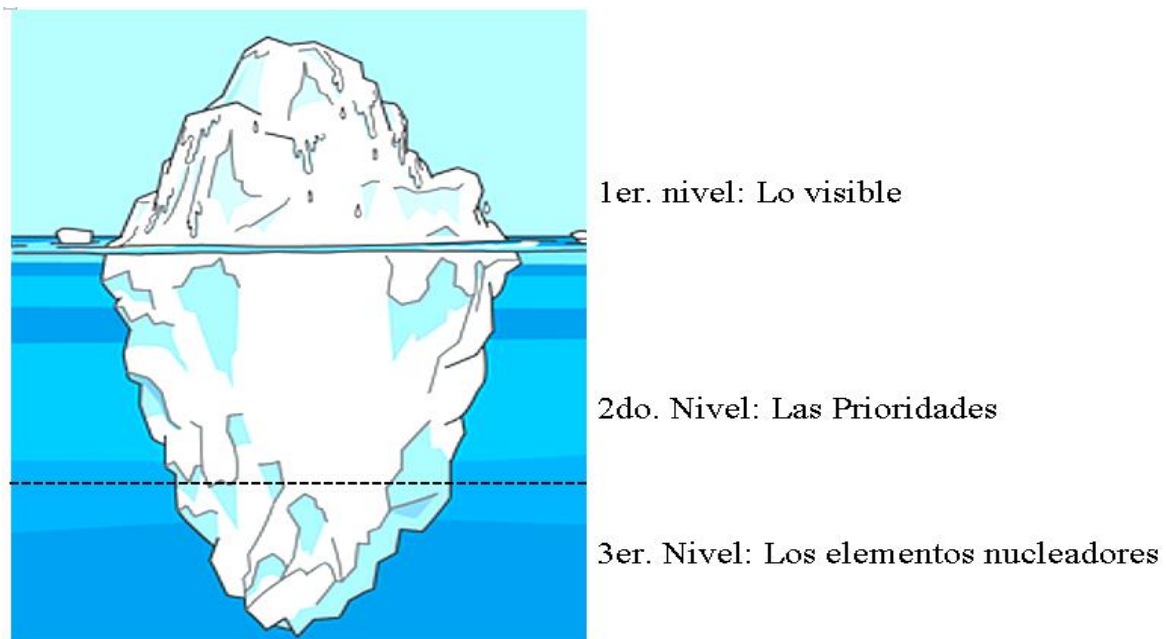 1er. nivel: Lo visible
2do. Nivel: Las Prioridades
3er. Nivel: Los elementos nucleadores